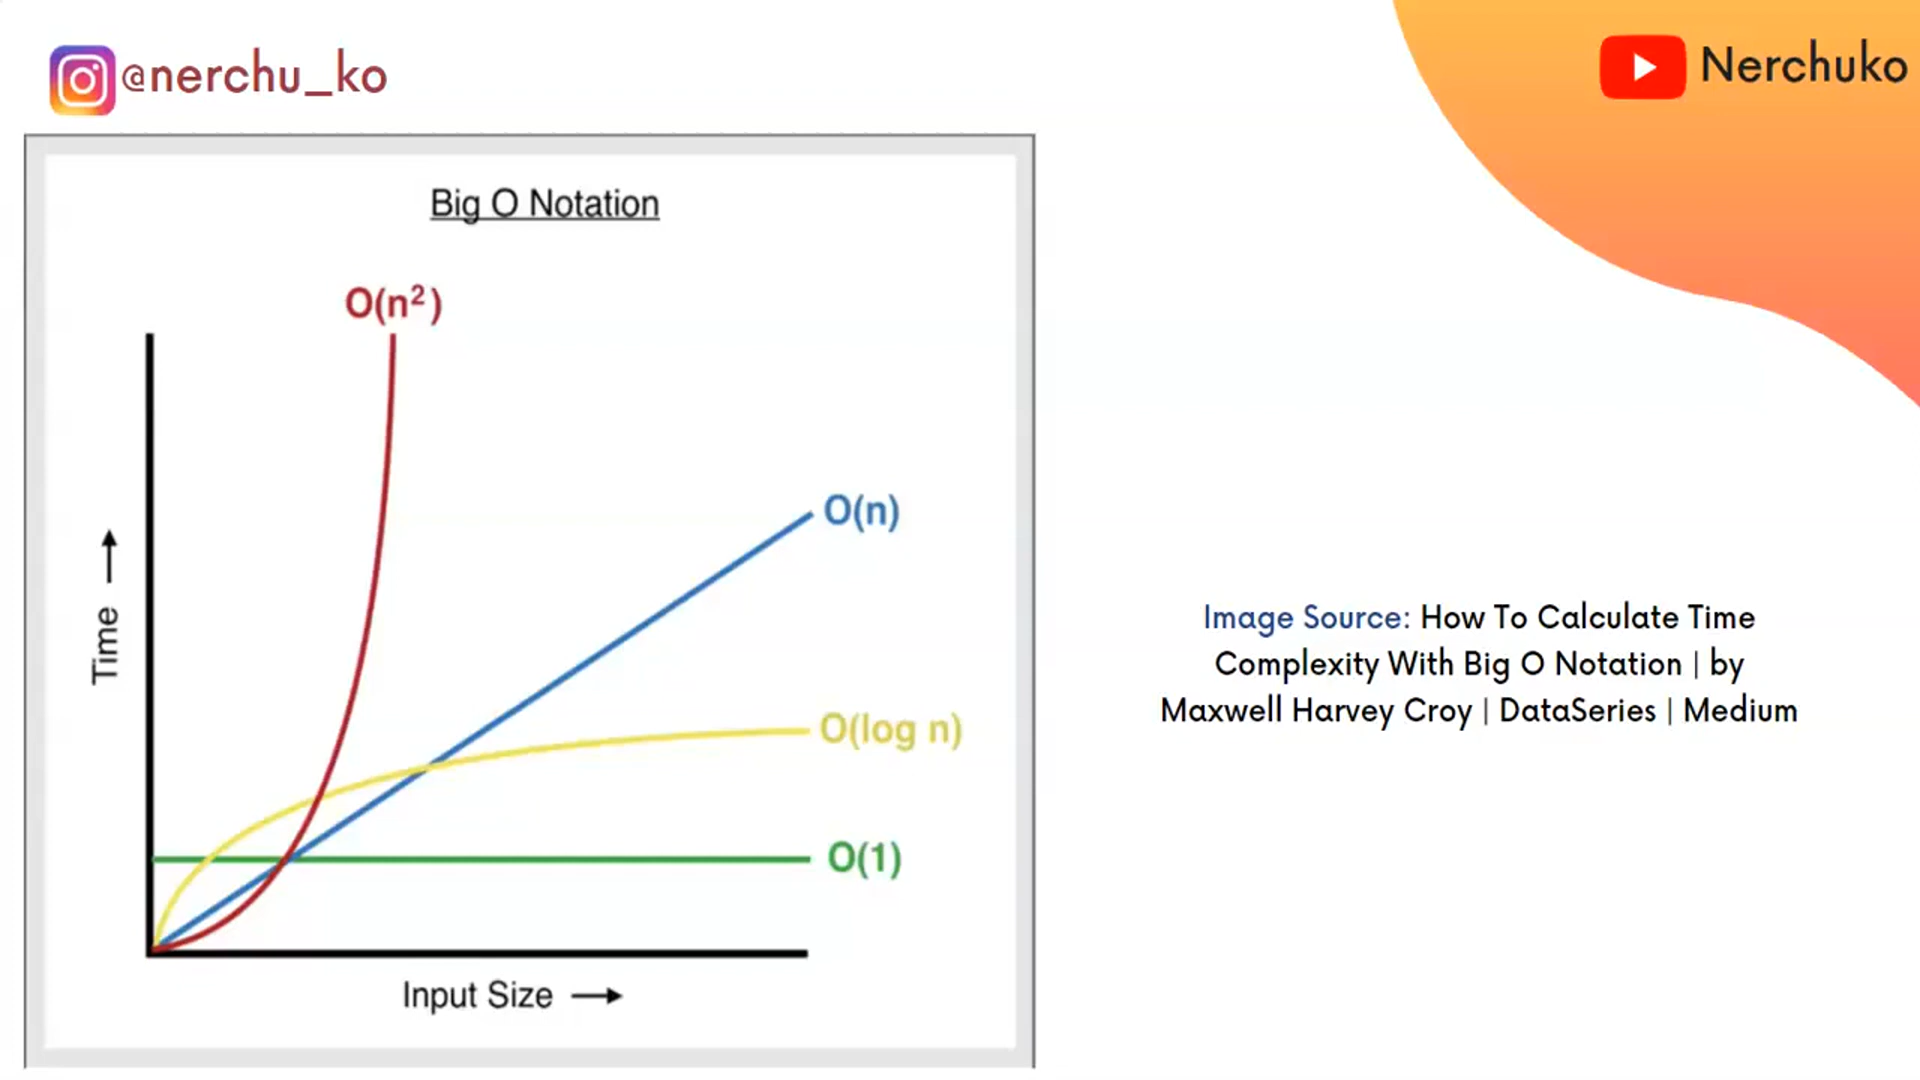 @nerchu_ko
Nerchuko
Big O Notation
O(n²)
O(n)
Time
O(log n)
O(1)
Input Size
Image Source: How To Calculate Time
Complexity With Big O Notation | by
Maxwell Harvey Croy | DataSeries | Medium